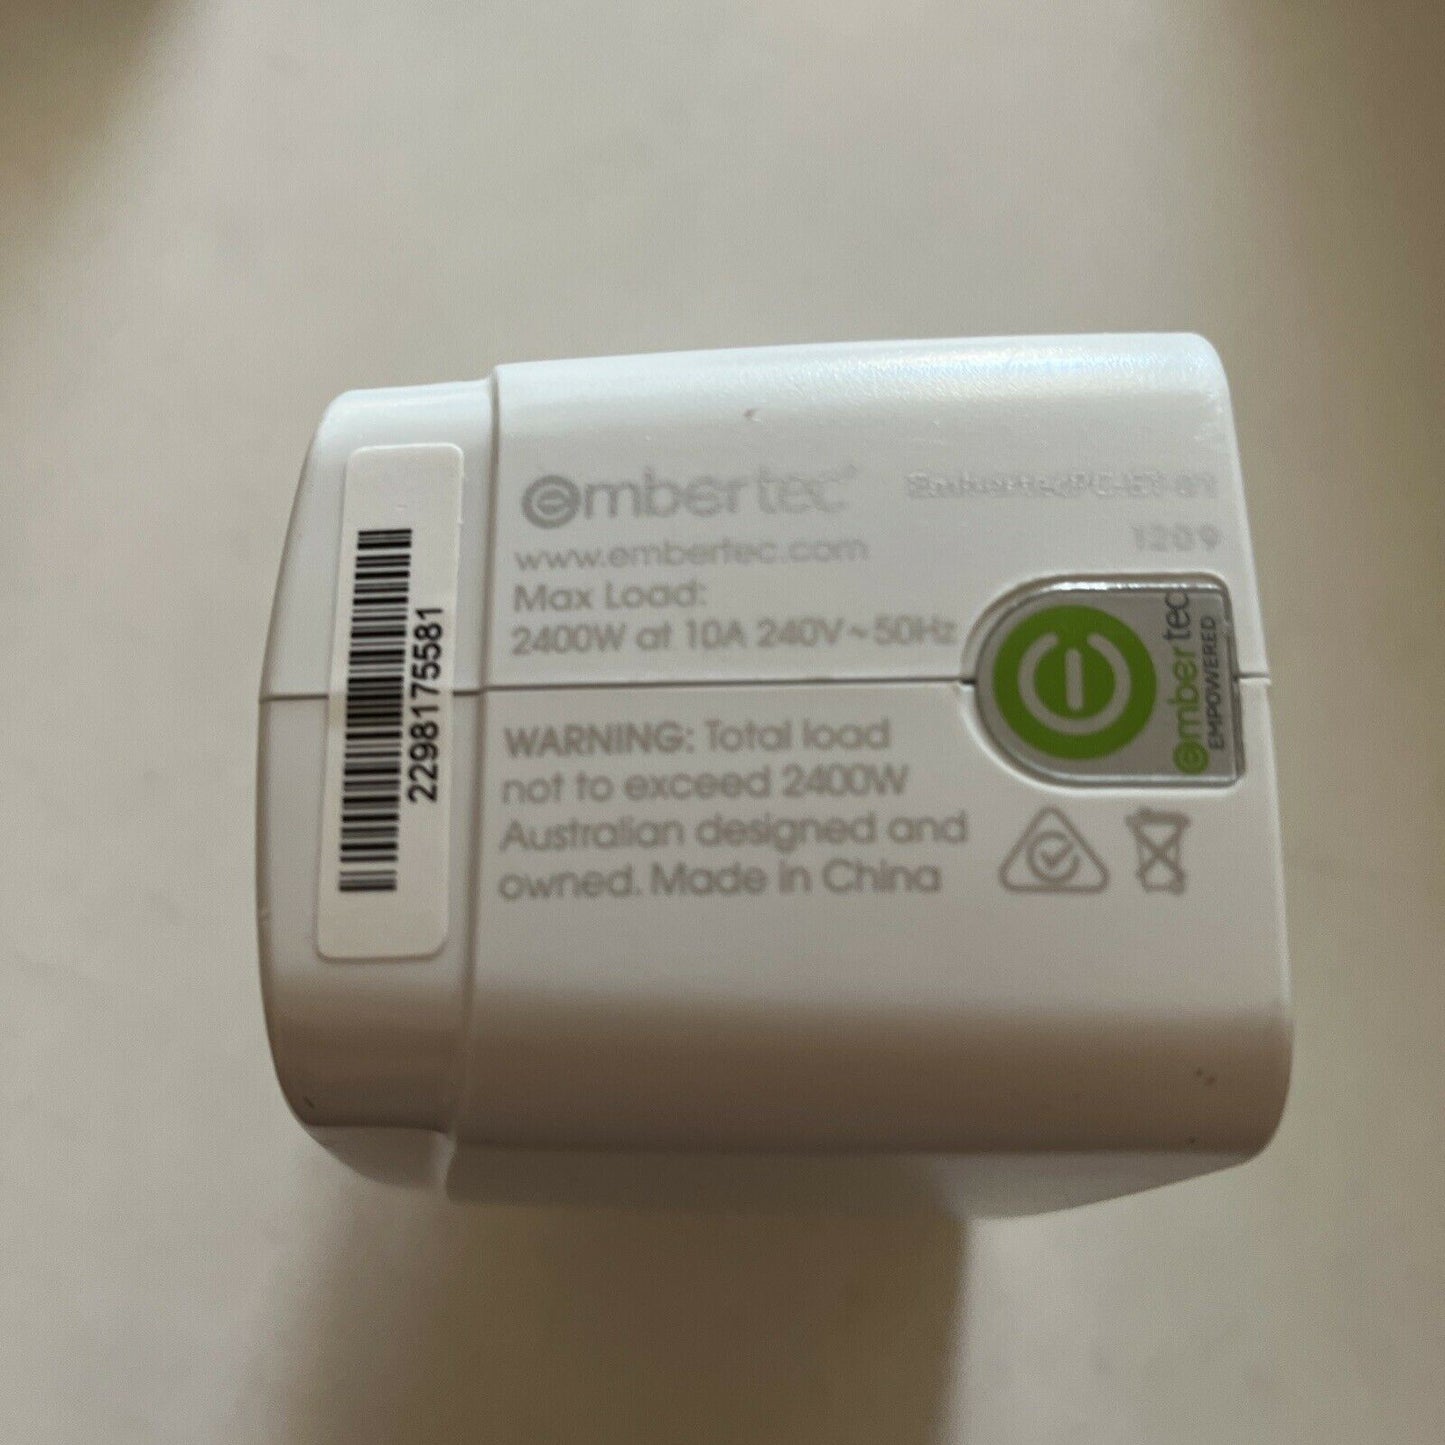 embertec
1209
www.embertec.com
Max Load:
2400W at 10A 240V~50Hz
WARNING: Total load
not to exceed 2400W
Australian designed and
owned. Made in China
embertec
EMPOWERED
2298175581